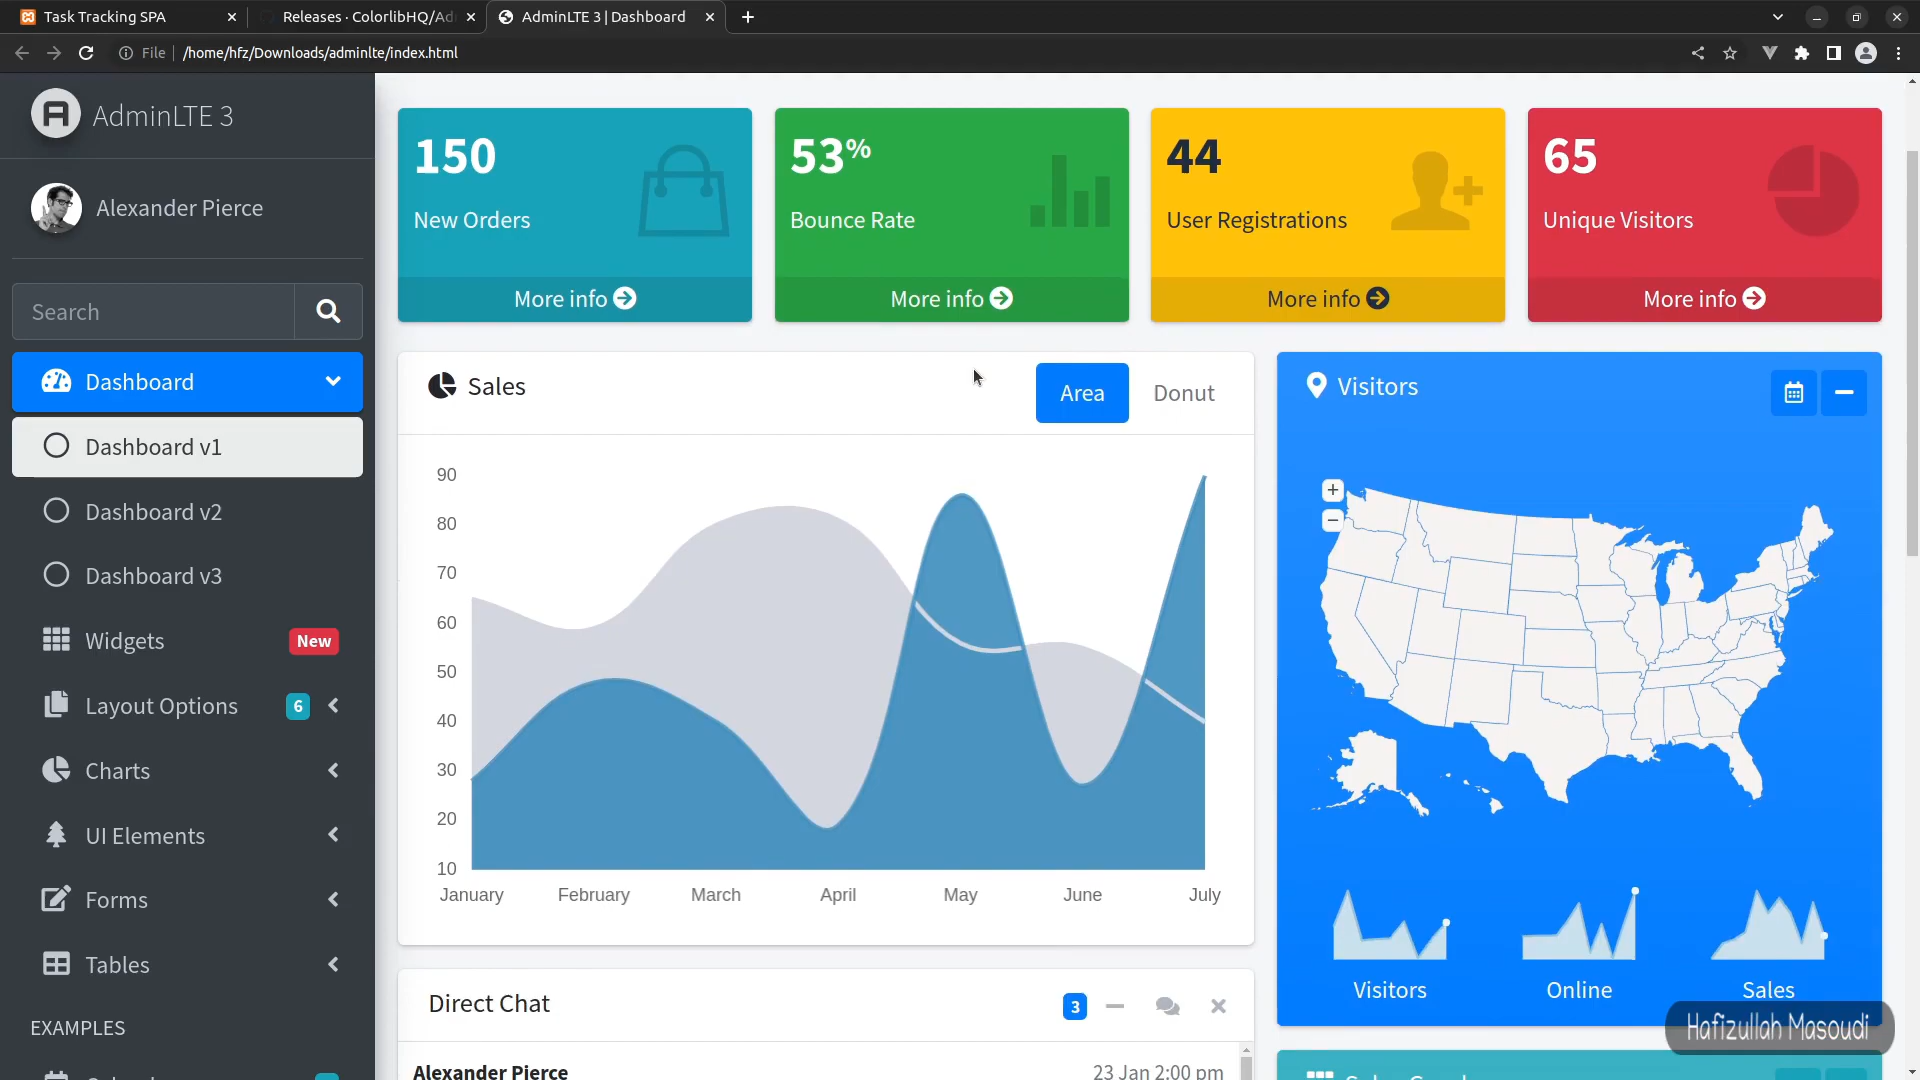 Task Tracking SPA
Releases · ColorlibHQ/Ad
AdminLTE 3 | Dashboard
File
/home/hfz/Downloads/adminlte/index.html
AdminLTE 3
Alexander Pierce
Search
Dashboard
Dashboard v1
Dashboard v2
Dashboard v3
Widgets
New
Layout Options
6
Charts
UI Elements
Forms
Tables
EXAMPLES
150
New Orders
More info
53%
Bounce Rate
More info
44
User Registrations
More info
65
Unique Visitors
More info
Sales
Area
Donut
90
80
70
60
50
40
30
20
10
January
February
March
April
May
June
July
Visitors
+
−
Visitors
Online
Sales
Direct Chat
3
Alexander Pierce
23 Jan 2:00 pm
Hafizullah Masoudi